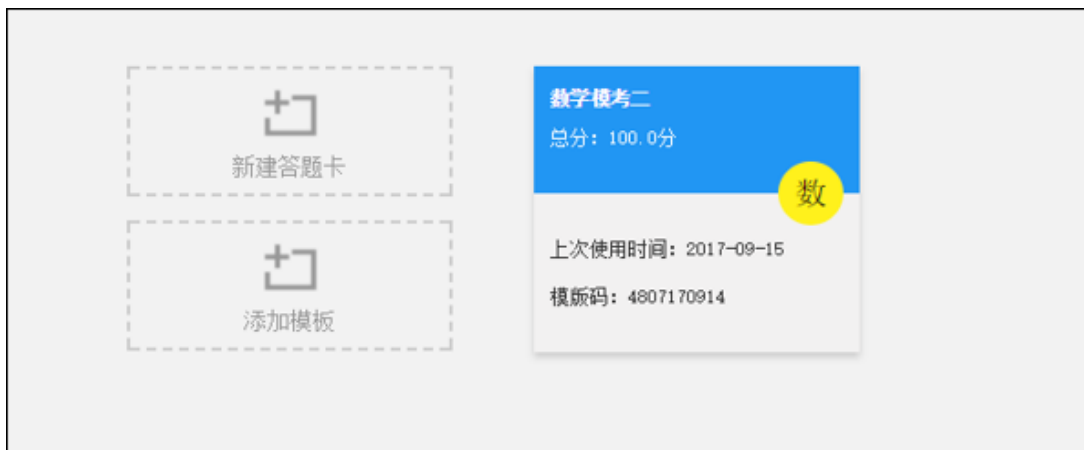 新建答题卡
添加模板
数学模考二
总分：100.0分
数
上次使用时间：2017-09-15
模版码：4807170914